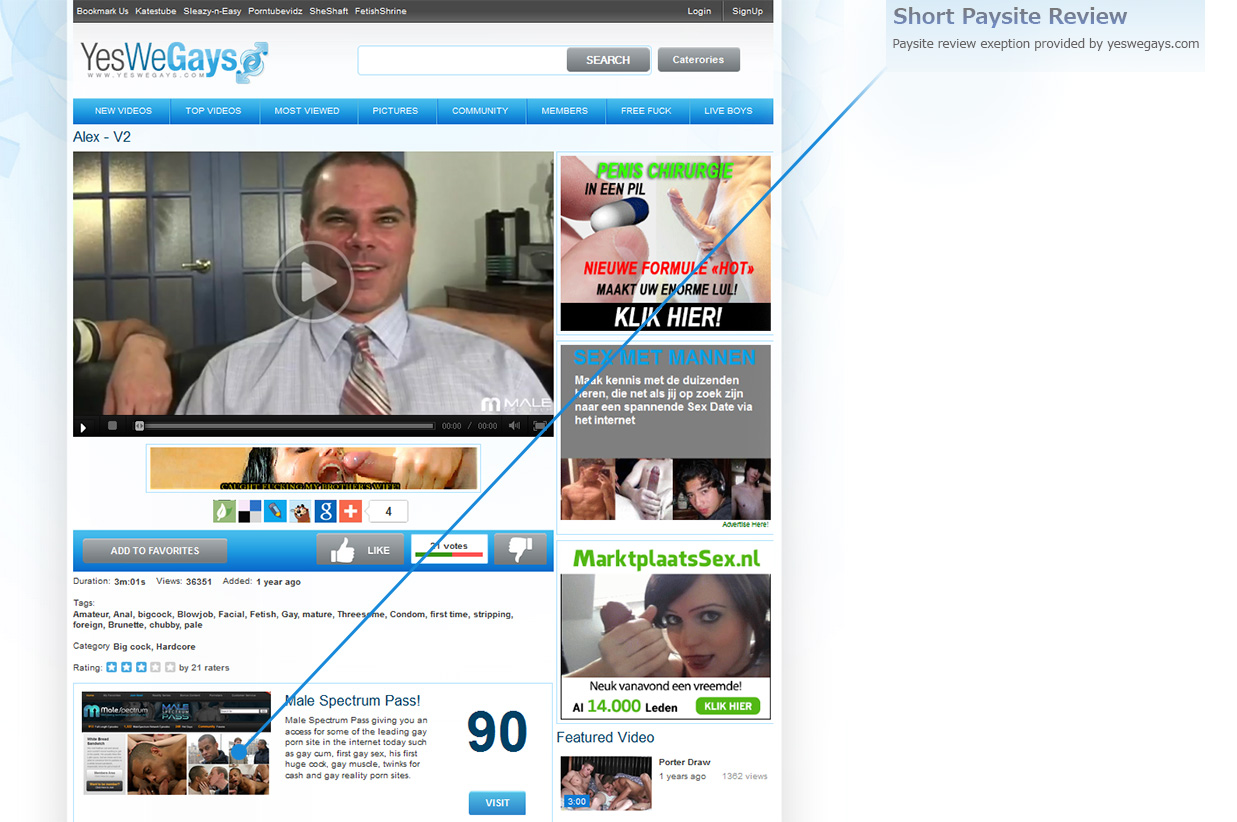 Bookmark Us Katestube Sleazy-n-Easy Porntubevidz SheShaft FetishShrine
Login SignUp
Short Paysite Review
Paysite review exeption provided by yeswegays.com
YesWeGays
WWW.YESWEGAYS.COM
SEARCH
Caterories
NEW VIDEOS TOP VIDEOS MOST VIEWED PICTURES COMMUNITY MEMBERS FREE FUCK LIVE BOYS
Alex - V2
MALE
00:00 / 00:00
CAUGHT FUCKING MY BROTHER'S WIFE!
4
ADD TO FAVORITES
LIKE
21 votes
Duration: 3m:01s Views: 36351 Added: 1 year ago
Tags:
Amateur, Anal, bigcock, Blowjob, Facial, Fetish, Gay, mature, Threesome, Condom, first time, stripping,
foreign, Brunette, chubby, pale
Category Big cock, Hardcore
Rating: by 21 raters
Malespectrum
MALE
SPECTRUM
PASS
Male Spectrum Pass!
Male Spectrum Pass giving you an
access for some of the leading gay
porn site in the internet today such
as gay cum, first gay sex, his first
huge cock, gay muscle, twinks for
cash and gay reality porn sites.
90
VISIT
PENIS CHIRURGIE
IN EEN PIL
NIEUWE FORMULE «HOT»
MAAKT UW ENORME LUL!
KLIK HIER!
SEX MET MANNEN
Maak kennis met de duizenden
heren, die net als jij op zoek zijn
naar een spannende Sex Date via
het internet
Advertise Here!
MarktplaatsSex.nl
Neuk vanavond een vreemde!
Al 14.000 Leden
KLIK HIER
Featured Video
3:00
Porter Draw
1 years ago 1362 views